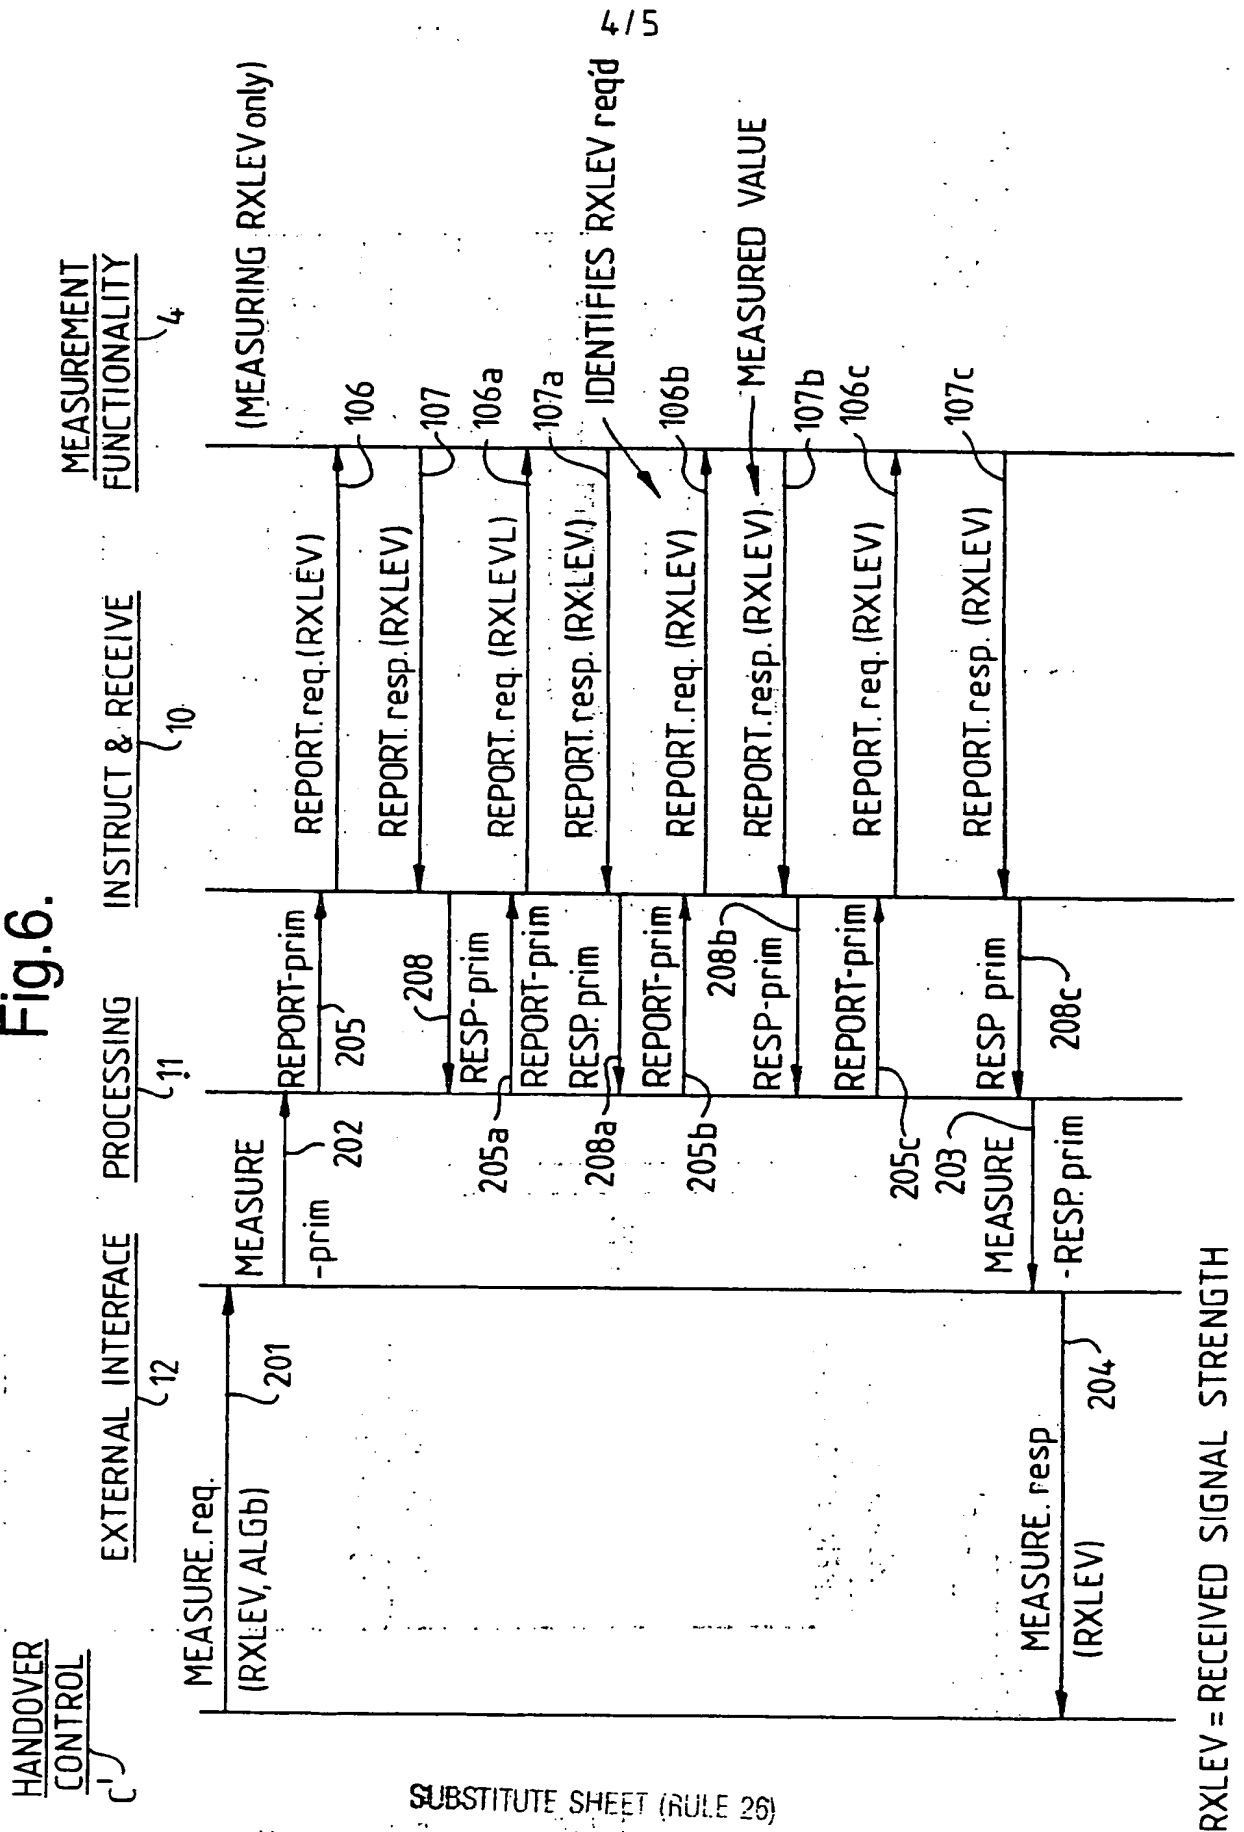 4/5
Fig.6.
HANDOVER
CONTROL
C'
EXTERNAL INTERFACE
12
PROCESSING
11
INSTRUCT & RECEIVE
10
MEASUREMENT
FUNCTIONALITY
4
(MEASURING RXLEV only)
MEASURE.req.
(RXLEV, ALGb)
201
MEASURE
-prim
202
REPORT-prim
205
REPORT.req.(RXLEV)
106
REPORT.resp.(RXLEV)
107
208
RESP-prim
205a
REPORT-prim
REPORT.req. (RXLEVL)
106a
REPORT.resp. (RXLEV)
107a
RESP.prim
208a
IDENTIFIES RXLEV req'd
REPORT-prim
205b
REPORT.req. (RXLEV)
106b
MEASURED VALUE
REPORT.resp. (RXLEV)
107b
208b
RESP-prim
REPORT-prim
205c
REPORT.req. (RXLEV)
106c
REPORT.resp. (RXLEV)
107c
RESP prim
208c
203
MEASURE
-RESP.prim
MEASURE.resp
(RXLEV)
204
RXLEV = RECEIVED SIGNAL STRENGTH
SUBSTITUTE SHEET (RULE 26)